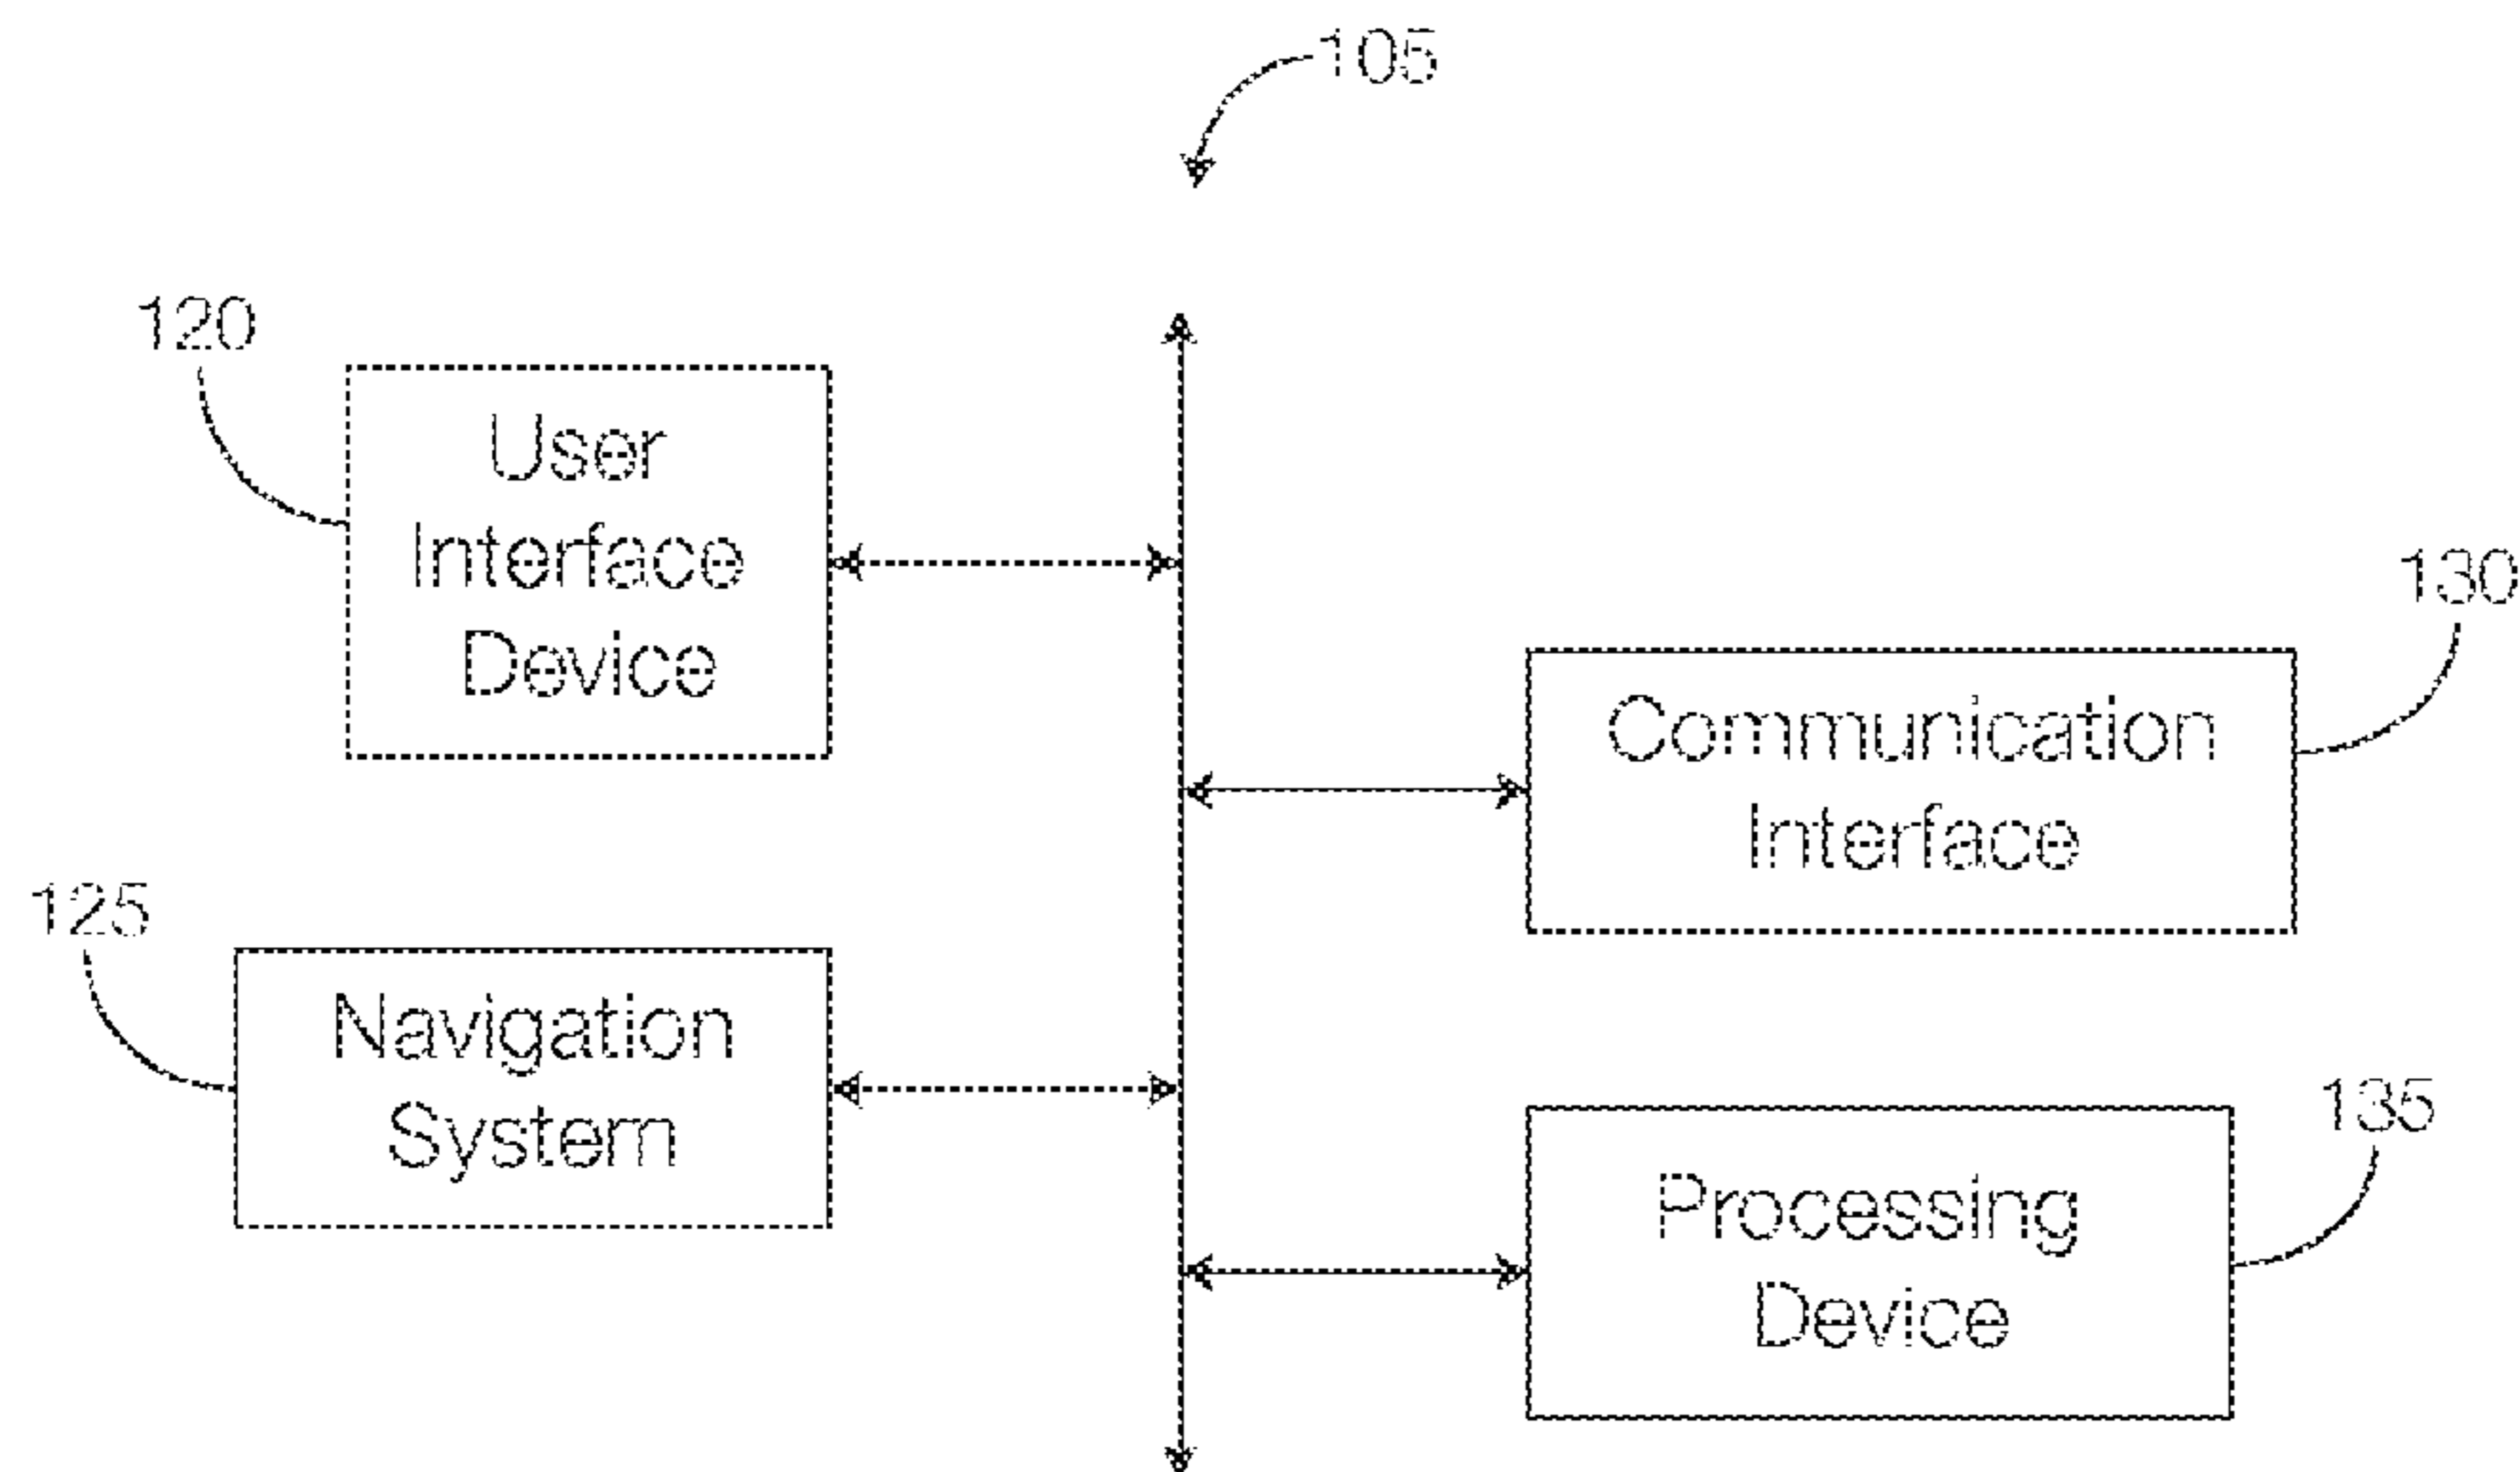 105
120
User
Interface
Device
130
Communication
Interface
125
Navigation
System
135
Processing
Device